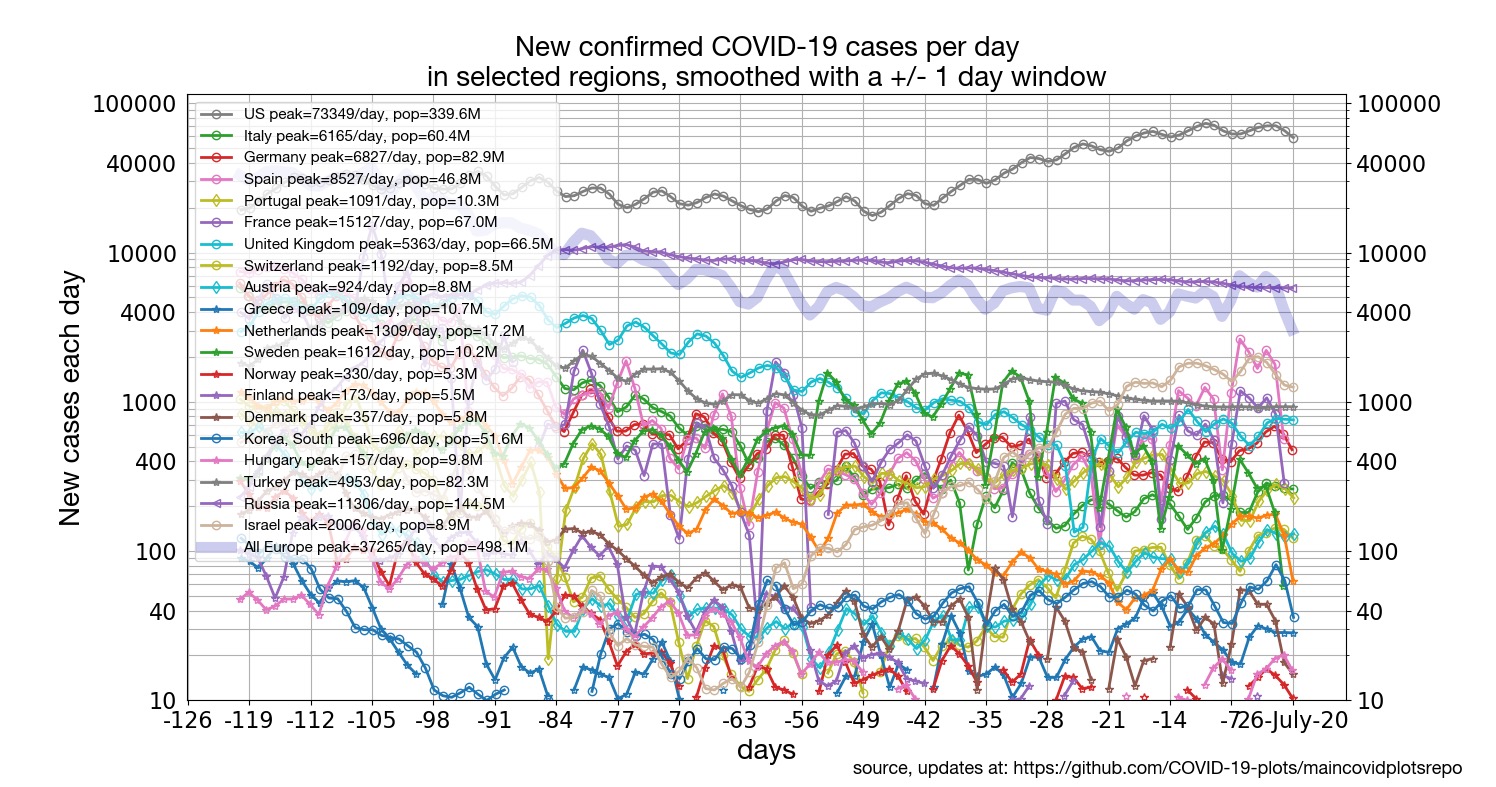 New confirmed COVID-19 cases per day
in selected regions, smoothed with a +/- 1 day window
New cases each day
100000
40000
10000
4000
1000
400
100
40
10
US peak=73349/day, pop=339.6M
Italy peak=6165/day, pop=60.4M
Germany peak=6827/day, pop=82.9M
Spain peak=8527/day, pop=46.8M
Portugal peak=1091/day, pop=10.3M
France peak=15127/day, pop=67.0M
United Kingdom peak=5363/day, pop=66.5M
Switzerland peak=1192/day, pop=8.5M
Austria peak=924/day, pop=8.8M
Greece peak=109/day, pop=10.7M
Netherlands peak=1309/day, pop=17.2M
Sweden peak=1612/day, pop=10.2M
Norway peak=330/day, pop=5.3M
Finland peak=173/day, pop=5.5M
Denmark peak=357/day, pop=5.8M
Korea, South peak=696/day, pop=51.6M
Hungary peak=157/day, pop=9.8M
Turkey peak=4953/day, pop=82.3M
Russia peak=11306/day, pop=144.5M
Israel peak=2006/day, pop=8.9M
All Europe peak=37265/day, pop=498.1M
100000
40000
10000
4000
1000
400
100
40
10
-126 -119 -112 -105 -98 -91 -84 -77 -70 -63 -56 -49 -42 -35 -28 -21 -14 -7 26-July-20
days
source, updates at: https://github.com/COVID-19-plots/maincovidplotsrepo